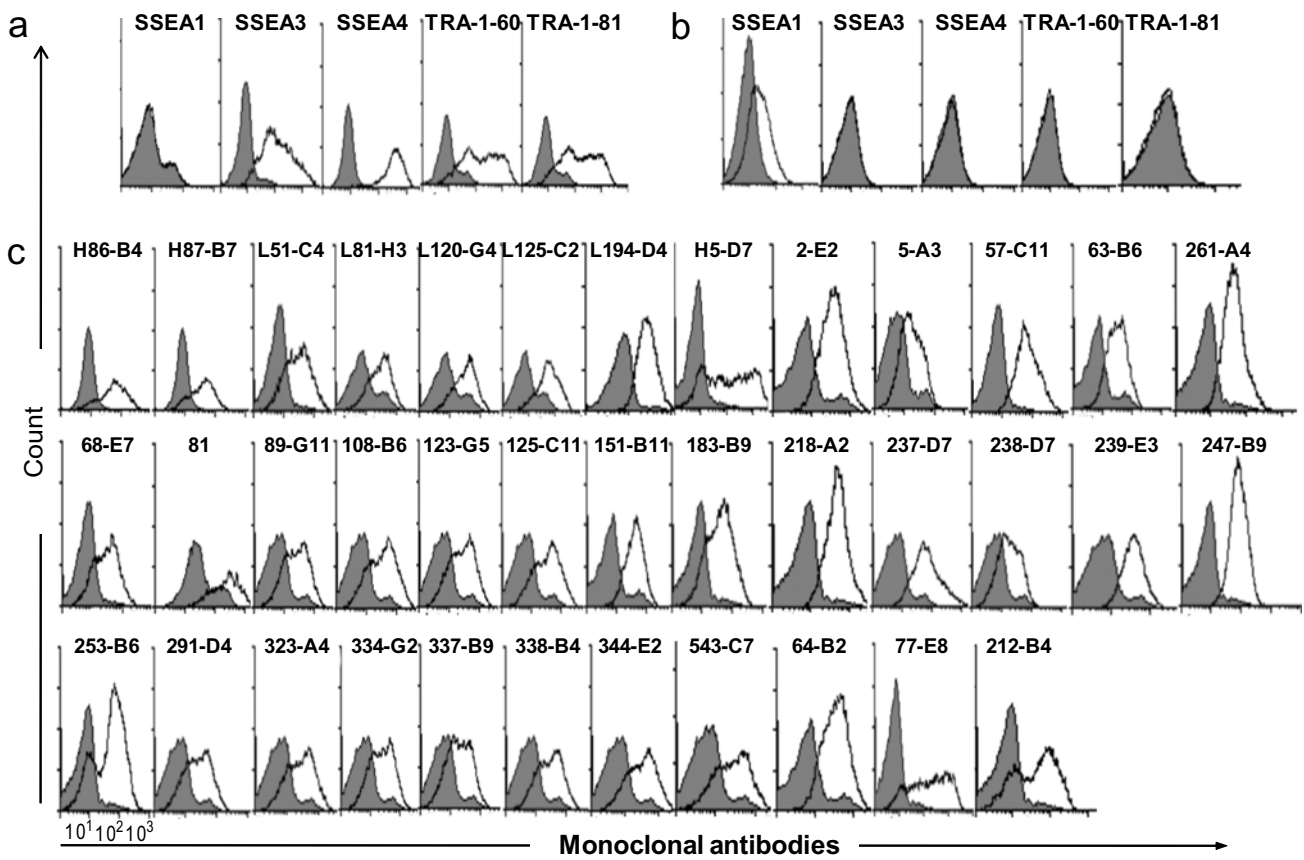 a
SSEA1 SSEA3 SSEA4 TRA-1-60 TRA-1-81
b
SSEA1 SSEA3 SSEA4 TRA-1-60 TRA-1-81
c
H86-B4 H87-B7 L51-C4 L81-H3 L120-G4 L125-C2 L194-D4 H5-D7 2-E2 5-A3 57-C11 63-B6 261-A4
68-E7 81 89-G11 108-B6 123-G5 125-C11 151-B11 183-B9 218-A2 237-D7 238-D7 239-E3 247-B9
253-B6 291-D4 323-A4 334-G2 337-B9 338-B4 344-E2 543-C7 64-B2 77-E8 212-B4
Count
10¹ 10² 10³
Monoclonal antibodies